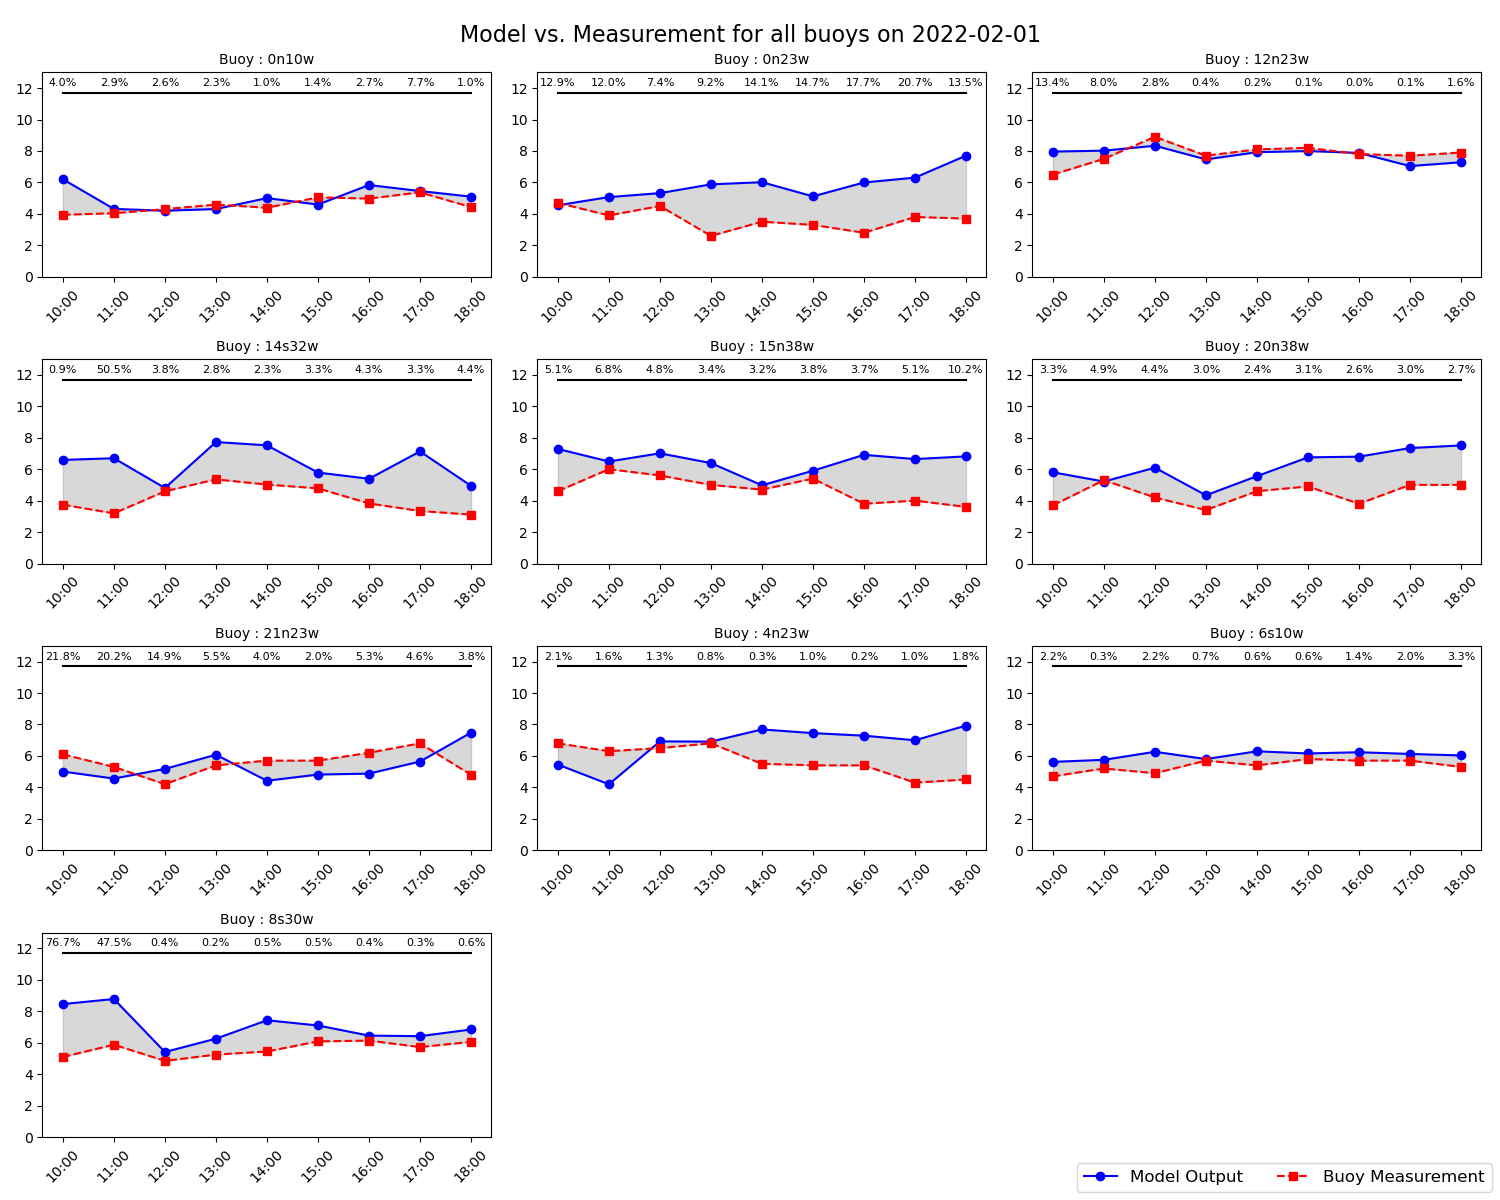 Model vs. Measurement for all buoys on 2022-02-01
Buoy : 0n10w
4.0% 2.9% 2.6% 2.3% 1.0% 1.4% 2.7% 7.7% 1.0%
12
10
8
6
4
2
0
10:00 11:00 12:00 13:00 14:00 15:00 16:00 17:00 18:00
Buoy : 0n23w
12.9% 12.0% 7.4% 9.2% 14.1% 14.7% 17.7% 20.7% 13.5%
12
10
8
6
4
2
0
10:00 11:00 12:00 13:00 14:00 15:00 16:00 17:00 18:00
Buoy : 12n23w
13.4% 8.0% 2.8% 0.4% 0.2% 0.1% 0.0% 0.1% 1.6%
12
10
8
6
4
2
0
10:00 11:00 12:00 13:00 14:00 15:00 16:00 17:00 18:00
Buoy : 14s32w
0.9% 50.5% 3.8% 2.8% 2.3% 3.3% 4.3% 3.3% 4.4%
12
10
8
6
4
2
0
10:00 11:00 12:00 13:00 14:00 15:00 16:00 17:00 18:00
Buoy : 15n38w
5.1% 6.8% 4.8% 3.4% 3.2% 3.8% 3.7% 5.1% 10.2%
12
10
8
6
4
2
0
10:00 11:00 12:00 13:00 14:00 15:00 16:00 17:00 18:00
Buoy : 20n38w
3.3% 4.9% 4.4% 3.0% 2.4% 3.1% 2.6% 3.0% 2.7%
12
10
8
6
4
2
0
10:00 11:00 12:00 13:00 14:00 15:00 16:00 17:00 18:00
Buoy : 21n23w
21.8% 20.2% 14.9% 5.5% 4.0% 2.0% 5.3% 4.6% 3.8%
12
10
8
6
4
2
0
10:00 11:00 12:00 13:00 14:00 15:00 16:00 17:00 18:00
Buoy : 4n23w
2.1% 1.6% 1.3% 0.8% 0.3% 1.0% 0.2% 1.0% 1.8%
12
10
8
6
4
2
0
10:00 11:00 12:00 13:00 14:00 15:00 16:00 17:00 18:00
Buoy : 6s10w
2.2% 0.3% 2.2% 0.7% 0.6% 0.6% 1.4% 2.0% 3.3%
12
10
8
6
4
2
0
10:00 11:00 12:00 13:00 14:00 15:00 16:00 17:00 18:00
Buoy : 8s30w
76.7% 47.5% 0.4% 0.2% 0.5% 0.5% 0.4% 0.3% 0.6%
12
10
8
6
4
2
0
10:00 11:00 12:00 13:00 14:00 15:00 16:00 17:00 18:00
Model Output Buoy Measurement